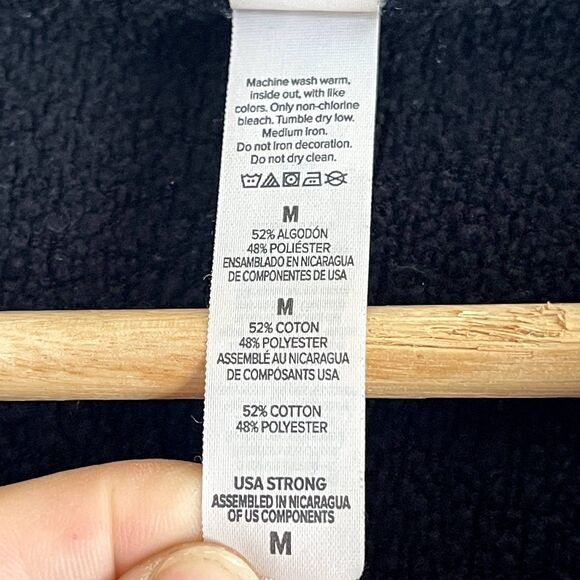 Machine wash warm,
inside out, with like
colors. Only non-chlorine
bleach. Tumble dry low.
Medium iron.
Do not iron decoration.
Do not dry clean.
M
52% ALGODÓN
48% POLIÉSTER
ENSAMBLADO EN NICARAGUA
DE COMPONENTES DE USA
M
52% COTON
48% POLYESTER
ASSEMBLÉ AU NICARAGUA
DE COMPOSANTS USA
52% COTTON
48% POLYESTER
USA STRONG
ASSEMBLED IN NICARAGUA
OF US COMPONENTS
M